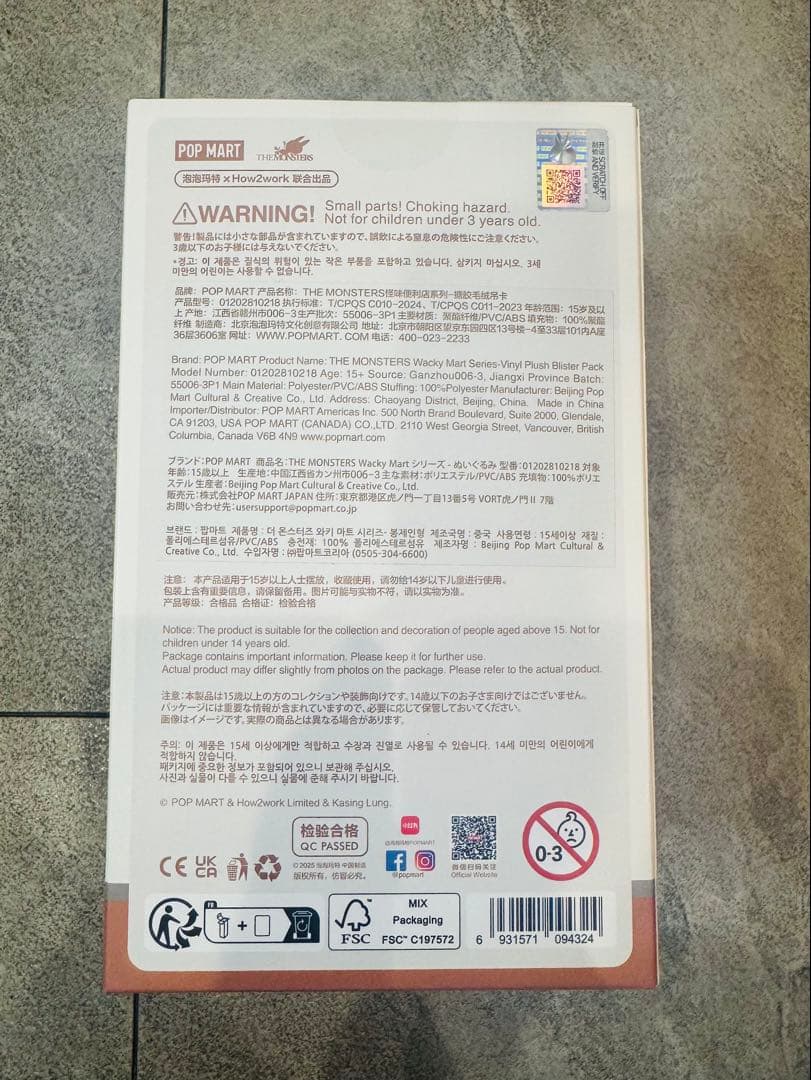 POP MART
THE MONSTERS
泡泡玛特 × How2work 联合出品
开涂刮验 SCRATCH-OFF AND VERIFY
WARNING! Small parts! Choking hazard.
Not for children under 3 years old.
警告!製品には小さな部品が含まれていますので、誤飲による窒息の危険性にご注意ください。
3歳以下のお子様には与えないでください。
*경고: 이 제품은 질식의 위험이 있는 작은 부품을 포함하고 있습니다. 삼키지 마십시오. 3세
미만의 어린이는 사용할 수 없습니다.
品牌: POP MART 产品名称: THE MONSTERS怪味便利店系列-搪胶毛绒吊卡
产品型号: 01202810218 执行标准: T/CPQS C010-2024、T/CPQS C011-2023 年龄范围: 15岁及以
上 产地: 江西省赣州市006-3 生产批次: 55006-3P1 主要材质: 聚酯纤维/PVC/ABS 填充物: 100%聚酯
纤维 制造商: 北京泡泡玛特文化创意有限公司 地址: 北京市朝阳区望京东园四区13号楼-4至33层101内A座
36层3606室 网址: WWW.POPMART. COM 电话: 400-023-2233
Brand: POP MART Product Name: THE MONSTERS Wacky Mart Series-Vinyl Plush Blister Pack
Model Number: 01202810218 Age: 15+ Source: Ganzhou006-3, Jiangxi Province Batch:
55006-3P1 Main Material: Polyester/PVC/ABS Stuffing: 100%Polyester Manufacturer: Beijing Pop
Mart Cultural & Creative Co., Ltd. Address: Chaoyang District, Beijing, China. Made in China
Importer/Distributor: POP MART Americas Inc. 500 North Brand Boulevard, Suite 2000, Glendale,
CA 91203, USA POP MART (CANADA) CO.,LTD. 2110 West Georgia Street, Vancouver, British
Columbia, Canada V6B 4N9 www.popmart.com
ブランド:POP MART 商品名:THE MONSTERS Wacky Mart シリーズ - ぬいぐるみ 型番:01202810218 対象
年齢:15歳以上 生産地:中国江西省カン州市006-3 主な素材:ポリエステル/PVC/ABS 充填物:100%ポリエ
ステル 生産者:Beijing Pop Mart Cultural & Creative Co., Ltd.
販売元:株式会社POP MART JAPAN 住所:東京都港区虎ノ門一丁目13番5号 VORT虎ノ門Ⅱ 7階
お問い合わせ先:usersupport@popmart.co.jp
브랜드 : 팝마트 제품명 : 더 몬스터즈 와키 마트 시리즈- 봉제인형 제조국명 : 중국 사용연령 : 15세이상 재질 :
폴리에스테르섬유/PVC/ABS 충전재: 100% 폴리에스테르섬유 제조자명 : Beijing Pop Mart Cultural &
Creative Co., Ltd. 수입자명 : ㈜팝마트코리아 (0505-304-6600)
注意: 本产品适用于15岁以上人士摆放，收藏使用，请勿给14岁以下儿童进行使用。
包装上含有重要信息，请保留备用。图片可能与实物不符，请以实物为准。
产品等级: 合格品 合格证: 检验合格
Notice: The product is suitable for the collection and decoration of people aged above 15. Not for
children under 14 years old.
Package contains important information. Please keep it for further use.
Actual product may differ slightly from photos on the package. Please refer to the actual product.
注意:本製品は15歳以上の方のコレクションや装飾向けです。14歳以下のお子さま向けではございません。
パッケージには重要な情報が含まれていますので、必要に応じて保管しておいてください。
画像はイメージです。実際の商品とは異なる場合があります。
주의: 이 제품은 15세 이상에게만 적합하고 수장과 진열로 사용될 수 있습니다. 14세 미만의 어린이에게
적합하지 않습니다.
패키지에 중요한 정보가 포함되어 있으니 보관해 주십시오.
사진과 실물이 다를 수 있으니 실물에 준해 주시기 바랍니다.
© POP MART & How2work Limited & Kasing Lung.
检验合格
QC PASSED
© 2025 泡泡玛特 中国制造
版权所有，仿冒必究。
小红书
@泡泡玛特POPMART
@popmart
微信扫码关注
Official Website
0-3
CE
UK
CA
FR
+
FSC
MIX
Packaging
FSC™ C197572
6 931571 094324